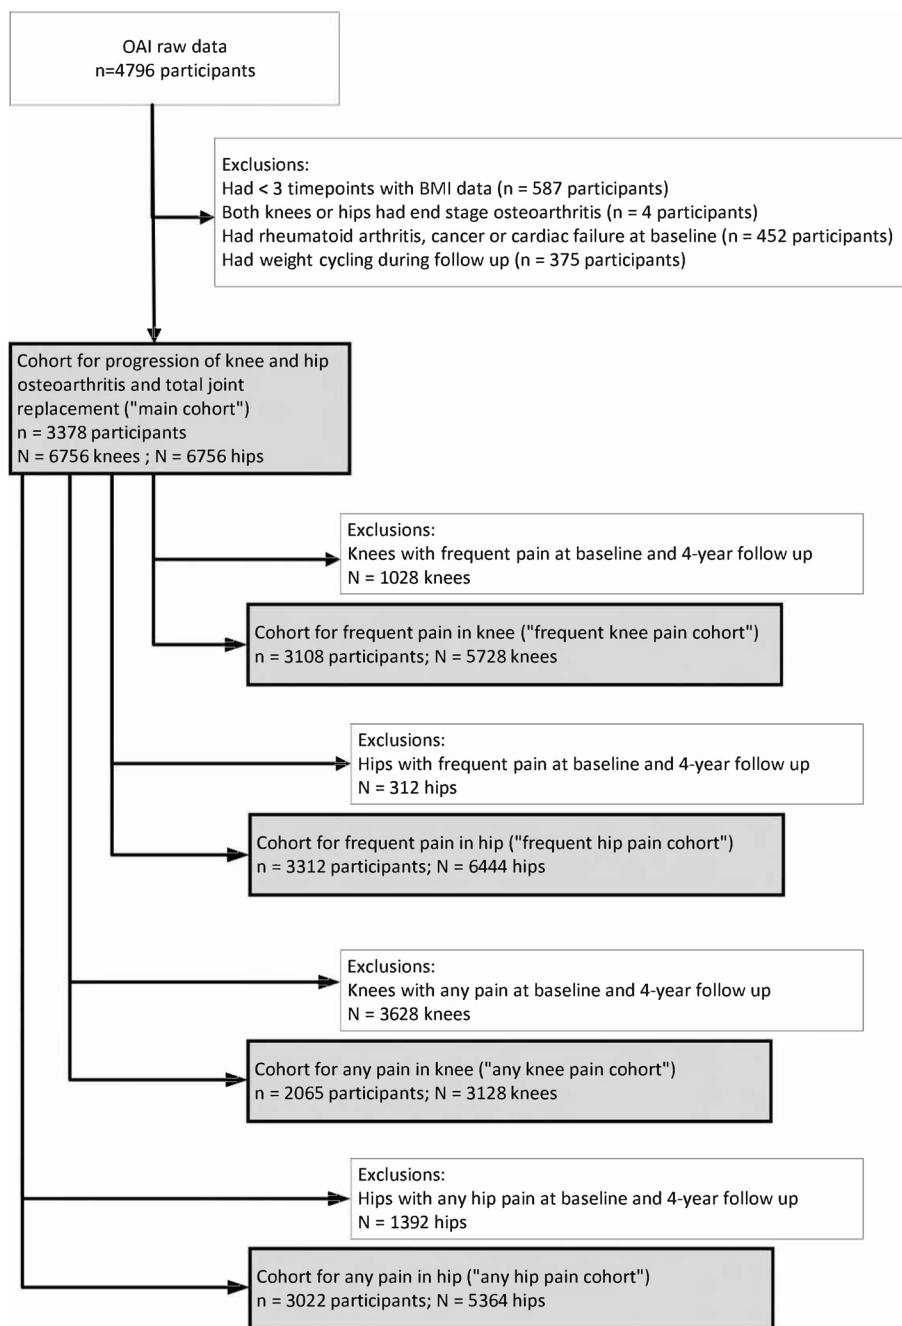 OAI raw data
n=4796 participants
Exclusions:
Had < 3 timepoints with BMI data (n = 587 participants)
Both knees or hips had end stage osteoarthritis (n = 4 participants)
Had rheumatoid arthritis, cancer or cardiac failure at baseline (n = 452 participants)
Had weight cycling during follow up (n = 375 participants)
Cohort for progression of knee and hip
osteoarthritis and total joint
replacement ("main cohort")
n = 3378 participants
N = 6756 knees ; N = 6756 hips
Exclusions:
Knees with frequent pain at baseline and 4-year follow up
N = 1028 knees
Cohort for frequent pain in knee ("frequent knee pain cohort")
n = 3108 participants; N = 5728 knees
Exclusions:
Hips with frequent pain at baseline and 4-year follow up
N = 312 hips
Cohort for frequent pain in hip ("frequent hip pain cohort")
n = 3312 participants; N = 6444 hips
Exclusions:
Knees with any pain at baseline and 4-year follow up
N = 3628 knees
Cohort for any pain in knee ("any knee pain cohort")
n = 2065 participants; N = 3128 knees
Exclusions:
Hips with any hip pain at baseline and 4-year follow up
N = 1392 hips
Cohort for any pain in hip ("any hip pain cohort")
n = 3022 participants; N = 5364 hips